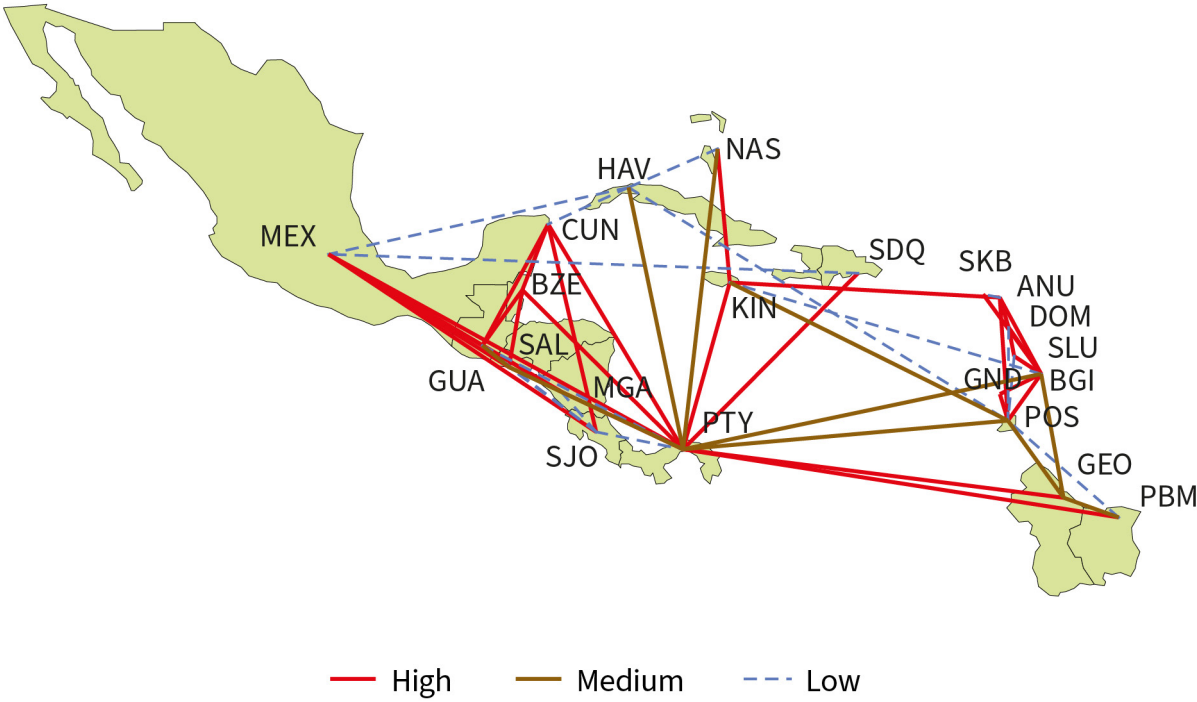 NAS
HAV
CUN
MEX
SDQ
SKB
BZE
ANU
KIN
DOM
SAL
SLU
GUA
MGA
GND
BGI
PTY
POS
SJO
GEO
PBM
High
Medium
Low